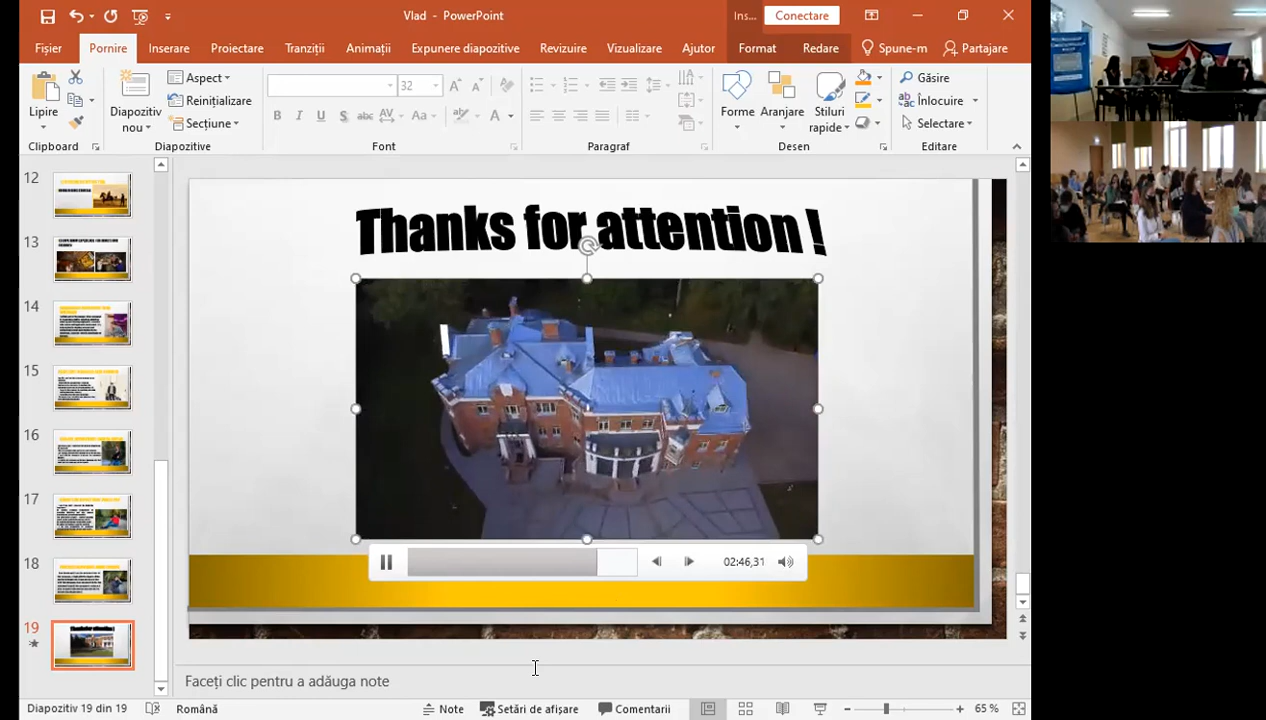 Vlad - PowerPoint
Ins...
Conectare
Fișier
Pornire
Inserare
Proiectare
Tranziții
Animații
Expunere diapozitive
Revizuire
Vizualizare
Ajutor
Format
Redare
Spune-m
Partajare
Lipire
Diapozitiv
nou
Aspect
Reinițializare
Secțiune
32
Forme
Aranjare
Stiluri
rapide
Găsire
Înlocuire
Selectare
Clipboard
Diapozitive
Font
Paragraf
Desen
Editare
12
13
14
15
16
17
18
19
Thanks for attention !
02:46,31
Faceți clic pentru a adăuga note
Diapozitiv 19 din 19
Română
Note
Setări de afișare
Comentarii
65 %